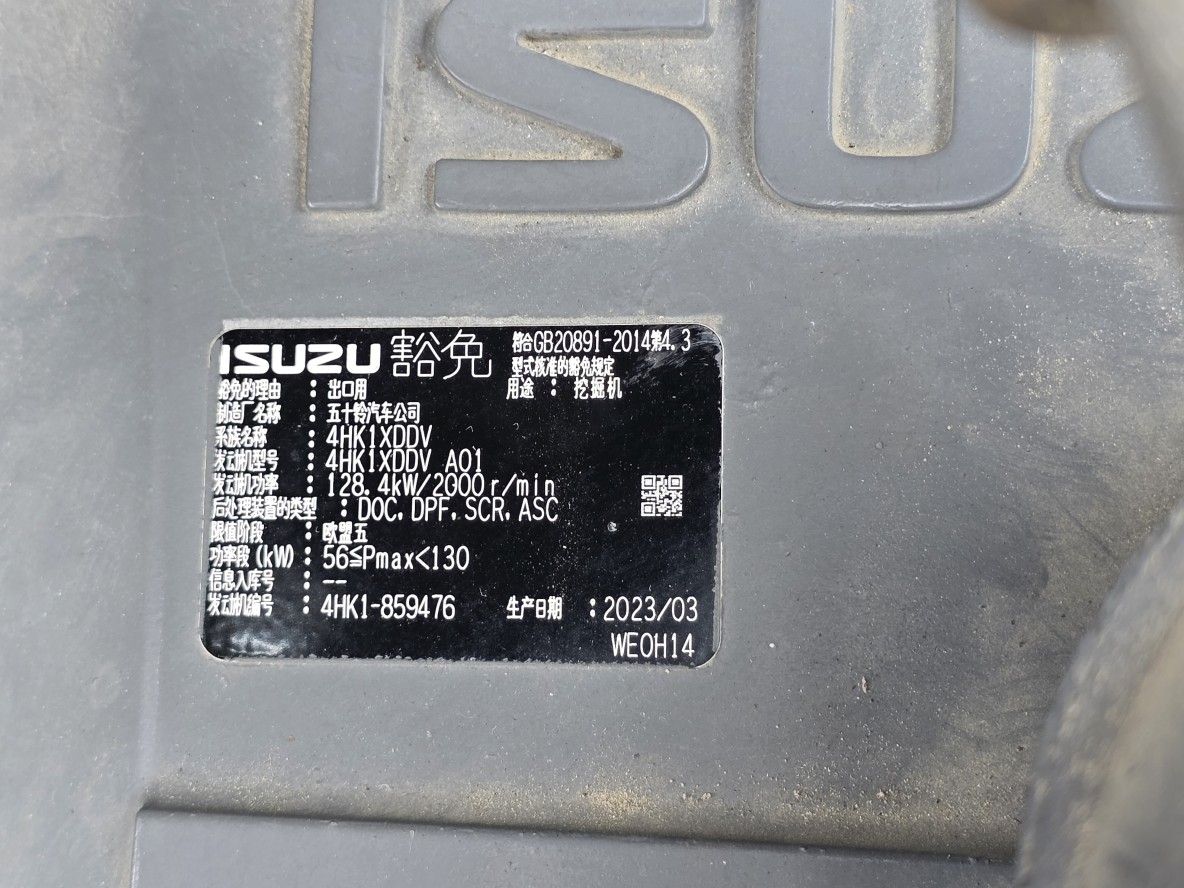 ISUZ
ISUZU 豁免 符合GB20891-2014第4.3
型式核准的豁免规定
豁免的理由 : 出口用 用途 : 挖掘机
制造厂名称 : 五十铃汽车公司
系族名称 : 4HK1XDDV
发动机型号 : 4HK1XDDV A01
发动机功率 : 128.4kW/2000r/min
后处理装置的类型 : DOC, DPF, SCR, ASC
限值阶段 : 欧盟五
功率段(kW) : 56≦Pmax<130
信息入库号 : --
发动机编号 : 4HK1-859476 生产日期 : 2023/03
WEOH14